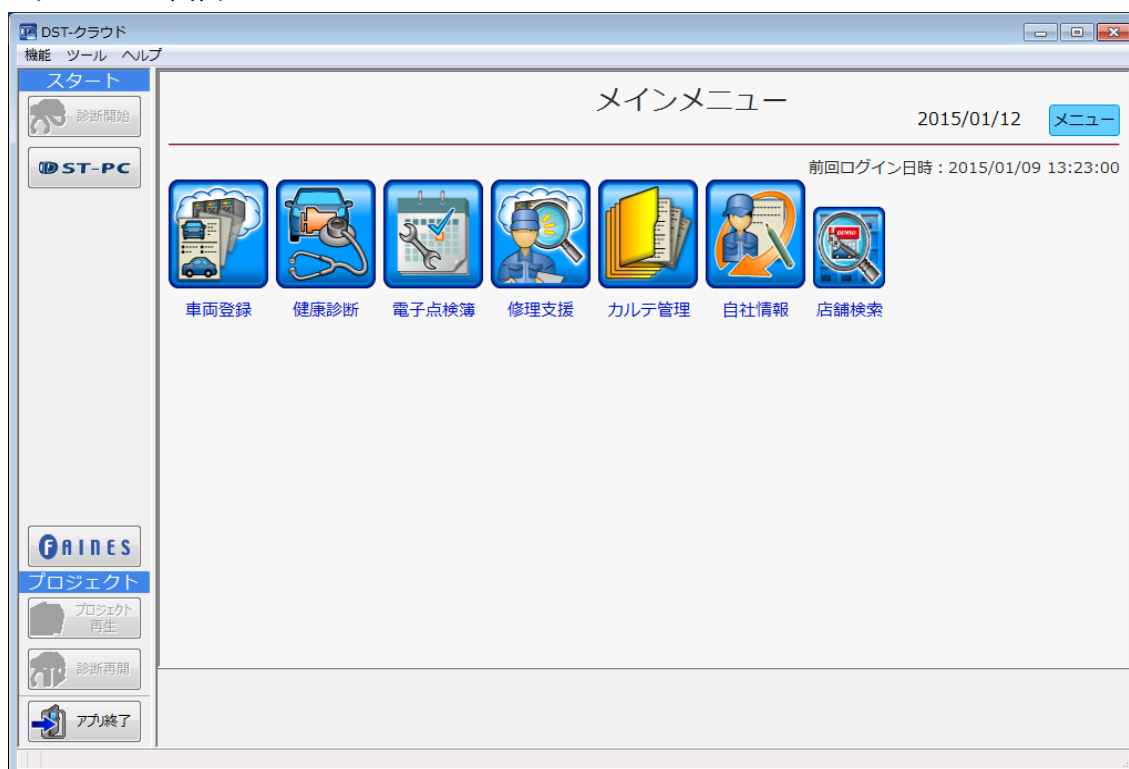 DST-クラウド
機能 ツール ヘルプ
スタート
診断開始
DST-PC
FAINES
プロジェクト
プロジェクト
再生
診断再開
アプリ終了
メインメニュー
2015/01/12 メニュー
前回ログイン日時：2015/01/09 13:23:00
DENSO
車両登録 健康診断 電子点検簿 修理支援 カルテ管理 自社情報 店舗検索